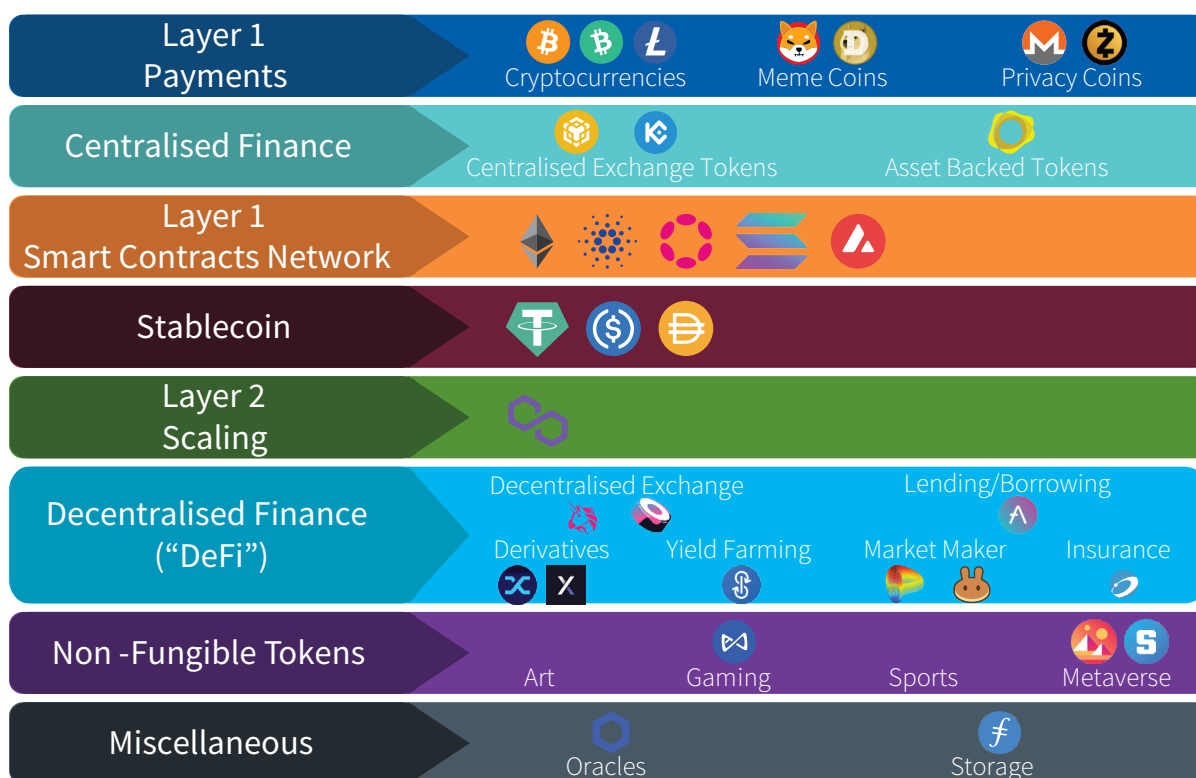 Layer 1
Payments
Cryptocurrencies
Meme Coins
Privacy Coins
Centralised Finance
Centralised Exchange Tokens
Asset Backed Tokens
Layer 1
Smart Contracts Network
Stablecoin
Layer 2
Scaling
Decentralised Finance
(“DeFi”)
Decentralised Exchange
Lending/Borrowing
Derivatives
Yield Farming
Market Maker
Insurance
Non -Fungible Tokens
Art
Gaming
Sports
Metaverse
Miscellaneous
Oracles
Storage